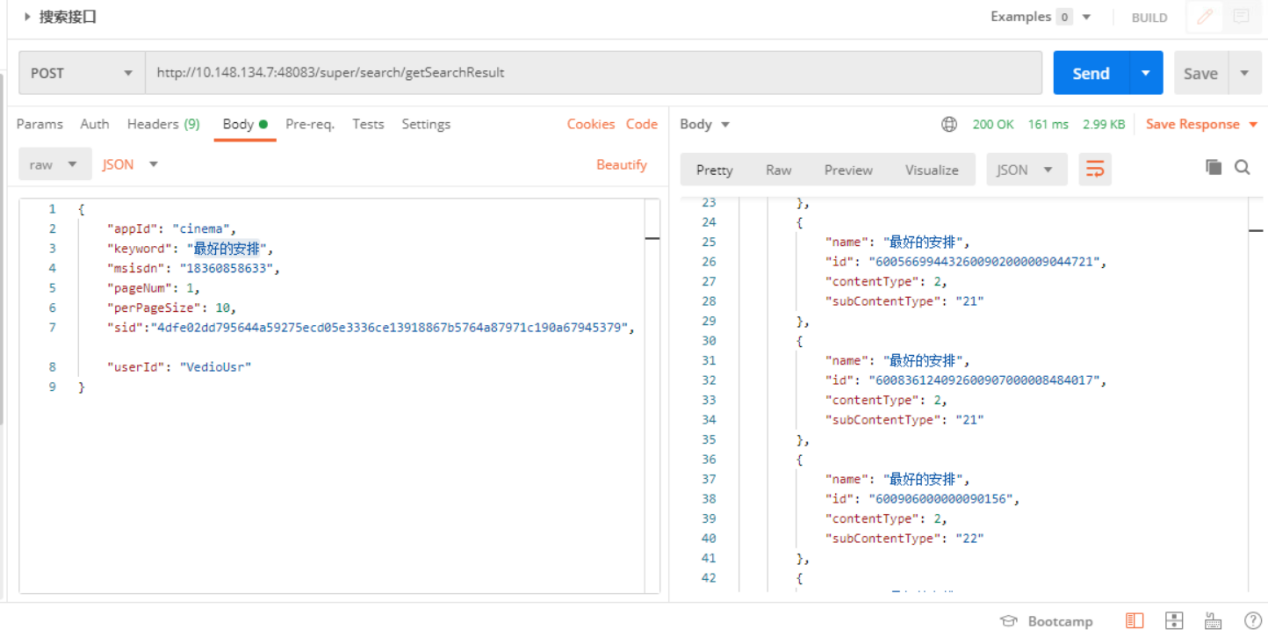 搜索接口
Examples 0
BUILD
POST
http://10.148.134.7:48083/super/search/getSearchResult
Send
Save
Params Auth Headers (9) Body Pre-req. Tests Settings Cookies Code
raw JSON Beautify
1 {
2 "appId": "cinema",
3 "keyword": "最好的安排",
4 "msisdn": "18360858633",
5 "pageNum": 1,
6 "perPageSize": 10,
7 "sid":"4dfe02dd795644a59275ecd05e3336ce13918867b5764a87971c190a67945379",
8 "userId": "VedioUsr"
9 }
Body 200 OK 161 ms 2.99 KB Save Response
Pretty Raw Preview Visualize JSON
23 },
24 {
25 "name": "最好的安排",
26 "id": "600566994432600902000009044721",
27 "contentType": 2,
28 "subContentType": "21"
29 },
30 {
31 "name": "最好的安排",
32 "id": "600836124092600907000008484017",
33 "contentType": 2,
34 "subContentType": "21"
35 },
36 {
37 "name": "最好的安排",
38 "id": "600906000000090156",
39 "contentType": 2,
40 "subContentType": "22"
41 },
42 {
Bootcamp